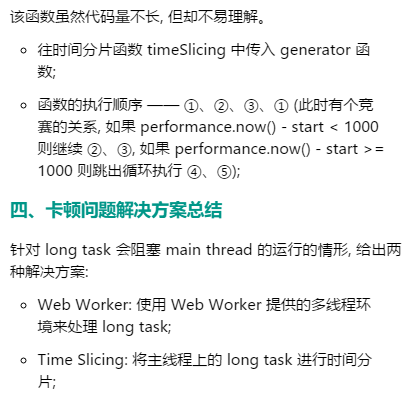 该函数虽然代码量不长, 但却不易理解。
往时间分片函数 timeSlicing 中传入 generator 函
数;
函数的执行顺序 —— ①、②、③、① (此时有个竞
赛的关系, 如果 performance.now() - start < 1000
则继续 ②、③, 如果 performance.now() - start >=
1000 则跳出循环执行 ④、⑤);
四、卡顿问题解决方案总结
针对 long task 会阻塞 main thread 的运行的情形, 给出两
种解决方案:
Web Worker: 使用 Web Worker 提供的多线程环
境来处理 long task;
Time Slicing: 将主线程上的 long task 进行时间分
片;